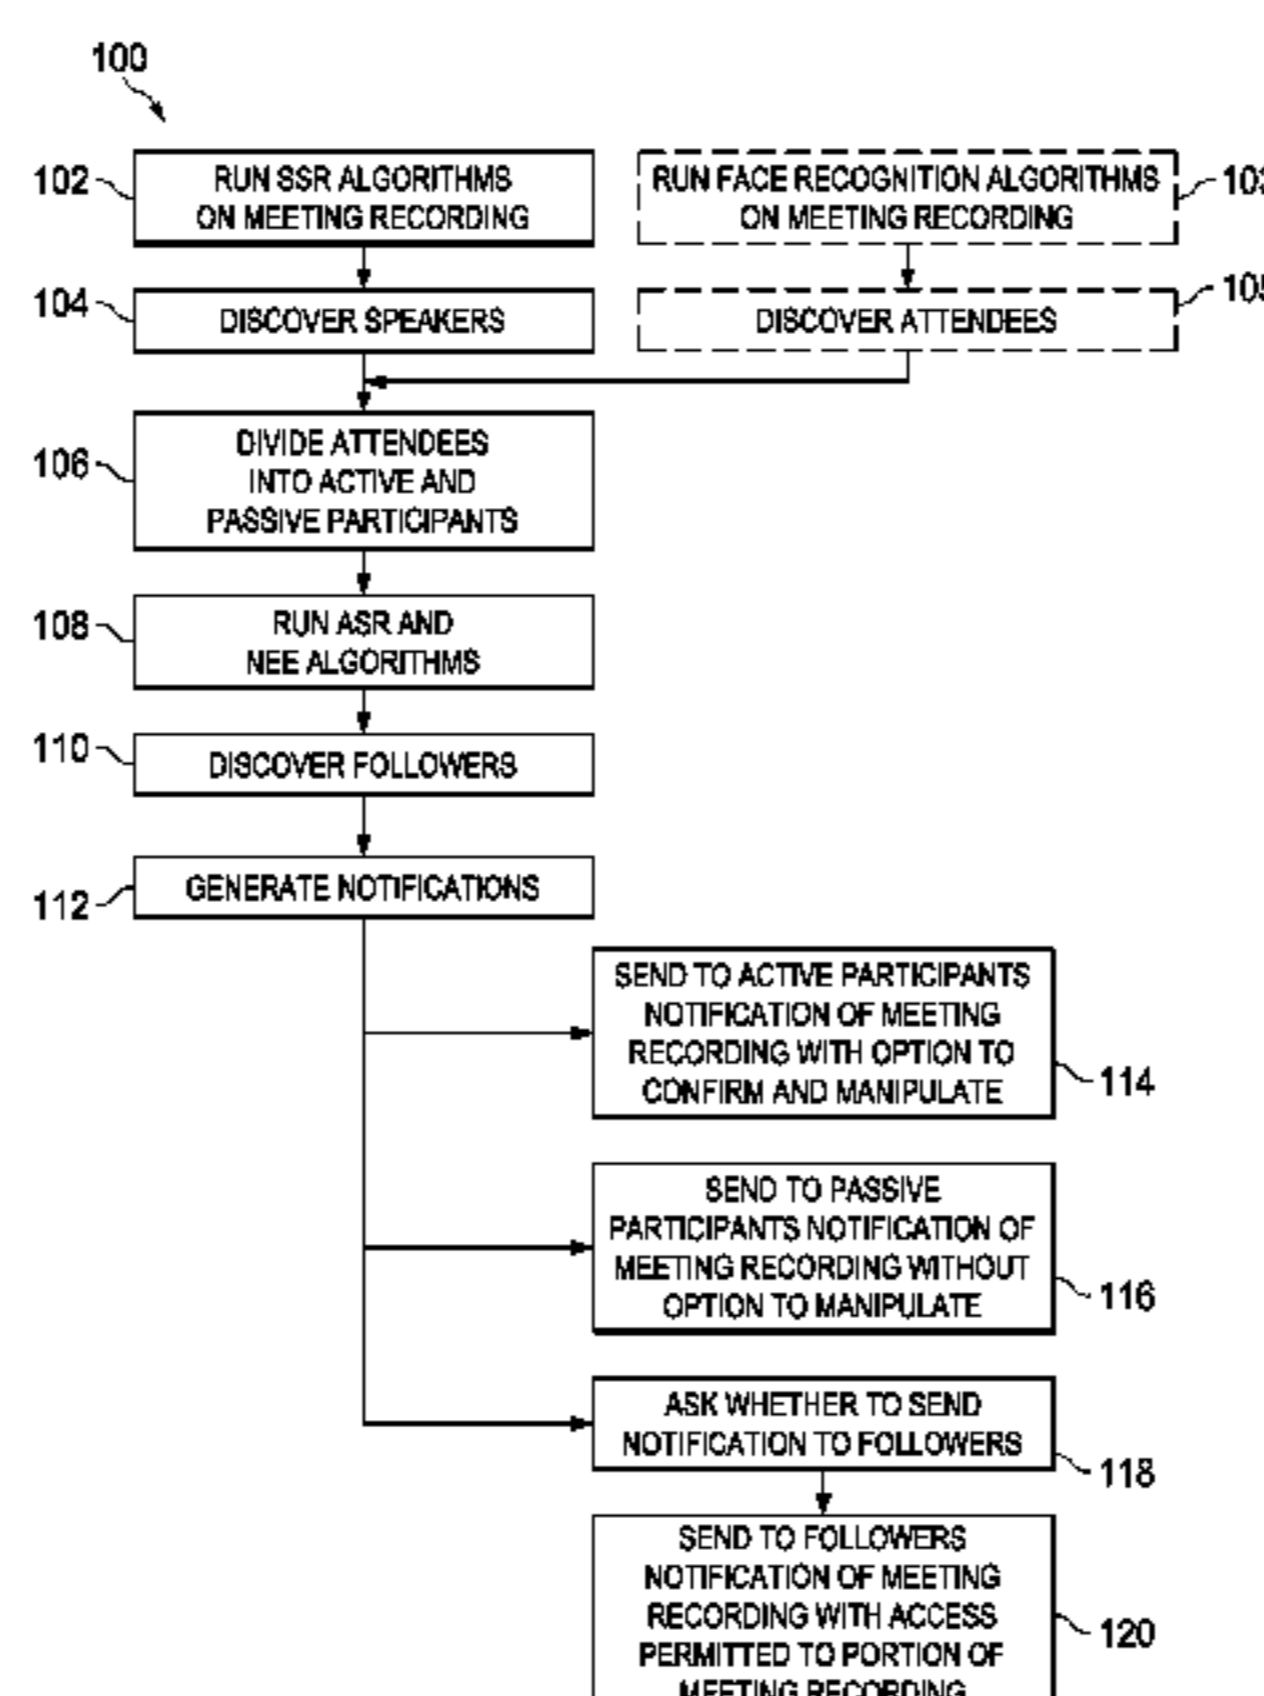 100
102
RUN SSR ALGORITHMS
ON MEETING RECORDING
RUN FACE RECOGNITION ALGORITHMS
ON MEETING RECORDING
103
104
DISCOVER SPEAKERS
DISCOVER ATTENDEES
105
106
DIVIDE ATTENDEES
INTO ACTIVE AND
PASSIVE PARTICIPANTS
108
RUN ASR AND
NEE ALGORITHMS
110
DISCOVER FOLLOWERS
112
GENERATE NOTIFICATIONS
SEND TO ACTIVE PARTICIPANTS
NOTIFICATION OF MEETING
RECORDING WITH OPTION TO
CONFIRM AND MANIPULATE
114
SEND TO PASSIVE
PARTICIPANTS NOTIFICATION OF
MEETING RECORDING WITHOUT
OPTION TO MANIPULATE
116
ASK WHETHER TO SEND
NOTIFICATION TO FOLLOWERS
118
SEND TO FOLLOWERS
NOTIFICATION OF MEETING
RECORDING WITH ACCESS
PERMITTED TO PORTION OF
MEETING RECORDING
120